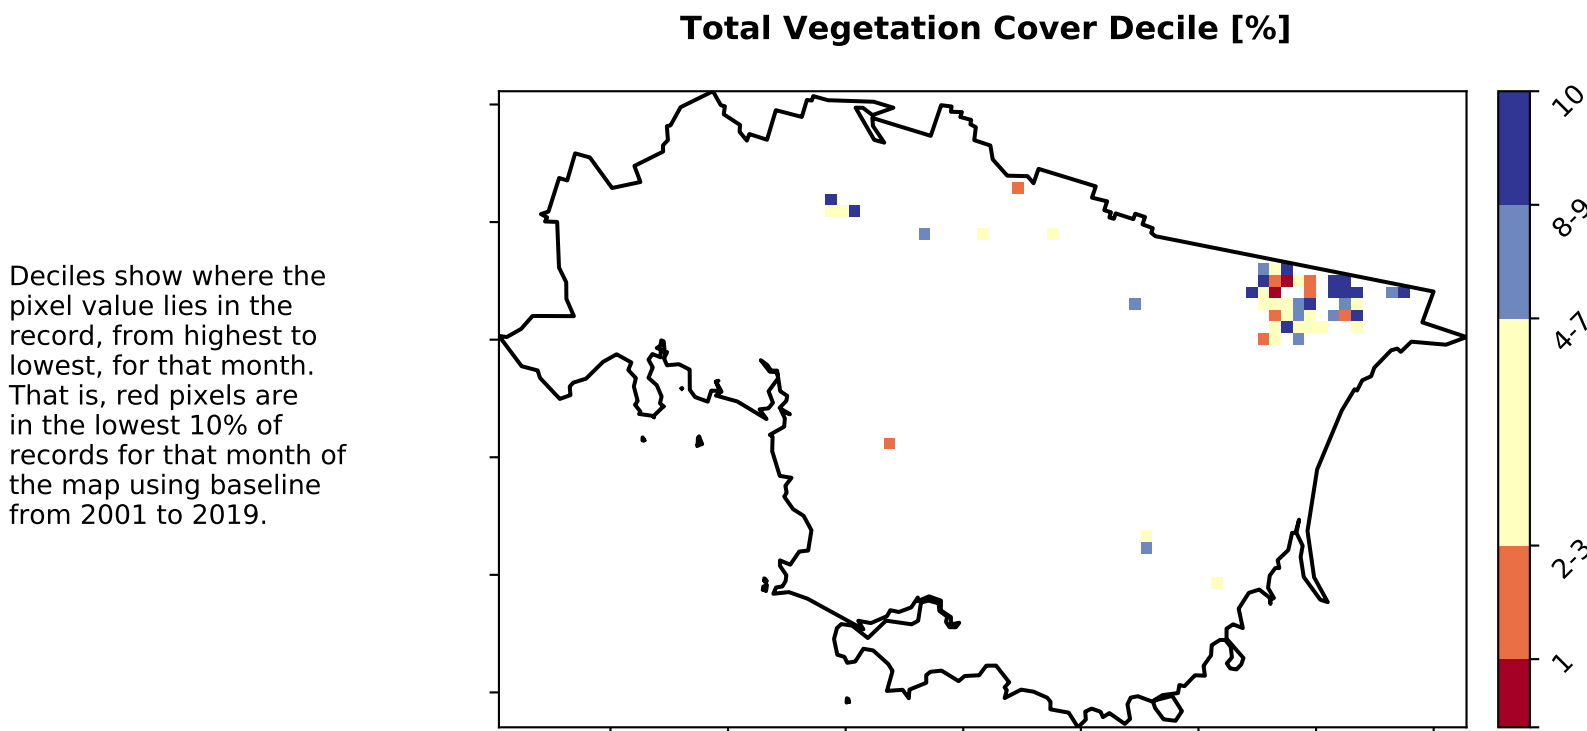 Total Vegetation Cover Decile [%]
Deciles show where the
pixel value lies in the
record, from highest to
lowest, for that month.
That is, red pixels are
in the lowest 10% of
records for that month of
the map using baseline
from 2001 to 2019.
10
8-9
4-7
2-3
1